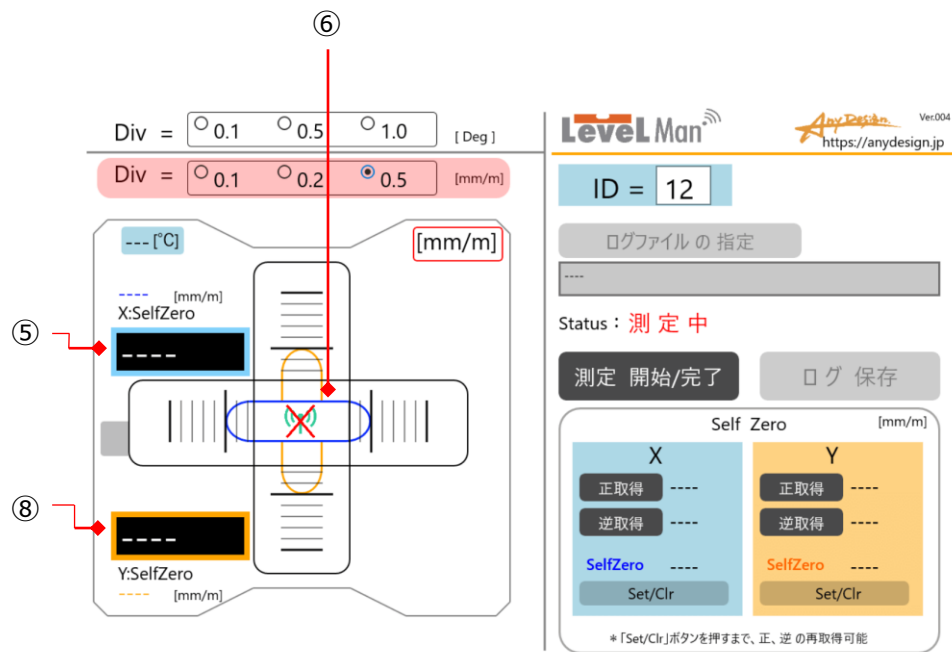 ⑥
Div = 0.1 0.5 1.0 [ Deg ]
Div = 0.1 0.2 0.5 [mm/m]
---[℃]
[mm/m]
---- [mm/m]
X:SelfZero
⑤
----
⑧
----
Y:SelfZero
---- [mm/m]
LeveL Man
Any Design
Ver.004
https://anydesign.jp
ID = 12
ログファイル の 指定
----
Status : 測 定 中
測定 開始/完了
ログ 保存
Self Zero [mm/m]
X
正取得 ----
逆取得 ----
SelfZero ----
Set/Clr
Y
正取得 ----
逆取得 ----
SelfZero ----
Set/Clr
*「Set/Clr」ボタンを押すまで、正、逆 の再取得可能